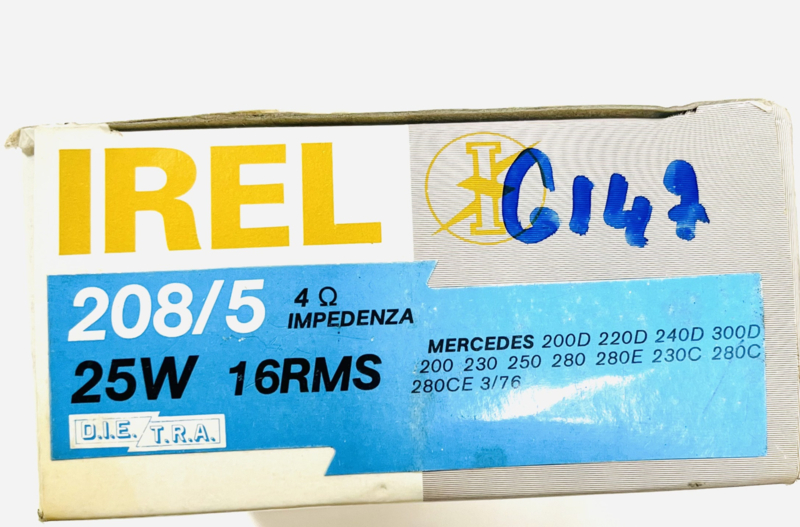 IREL
6147
208/5
4 Ω
IMPEDENZA
25W 16RMS
D.I.E. T.R.A.
MERCEDES 200D 220D 240D 300D
200 230 250 280 280E 230C 280C
280CE 3/76